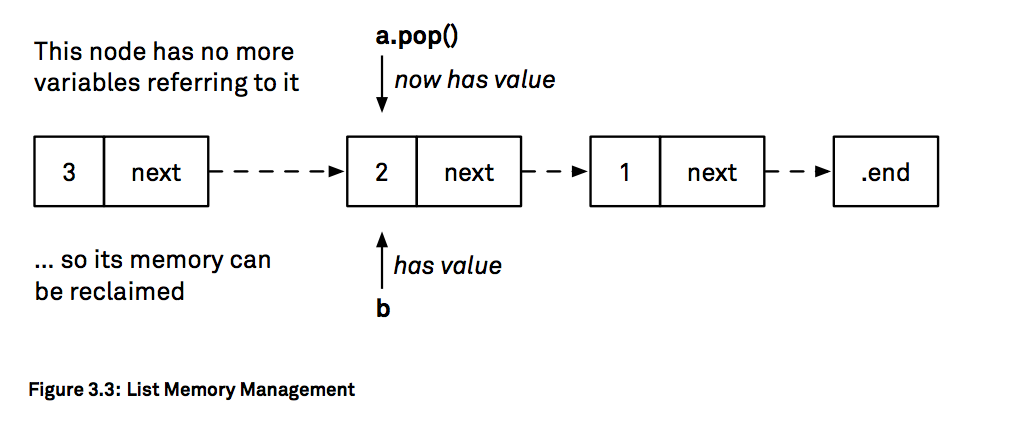 This node has no more
variables referring to it
a.pop()
now has value
3 next 2 next 1 next .end
... so its memory can
be reclaimed
has value
b
Figure 3.3: List Memory Management